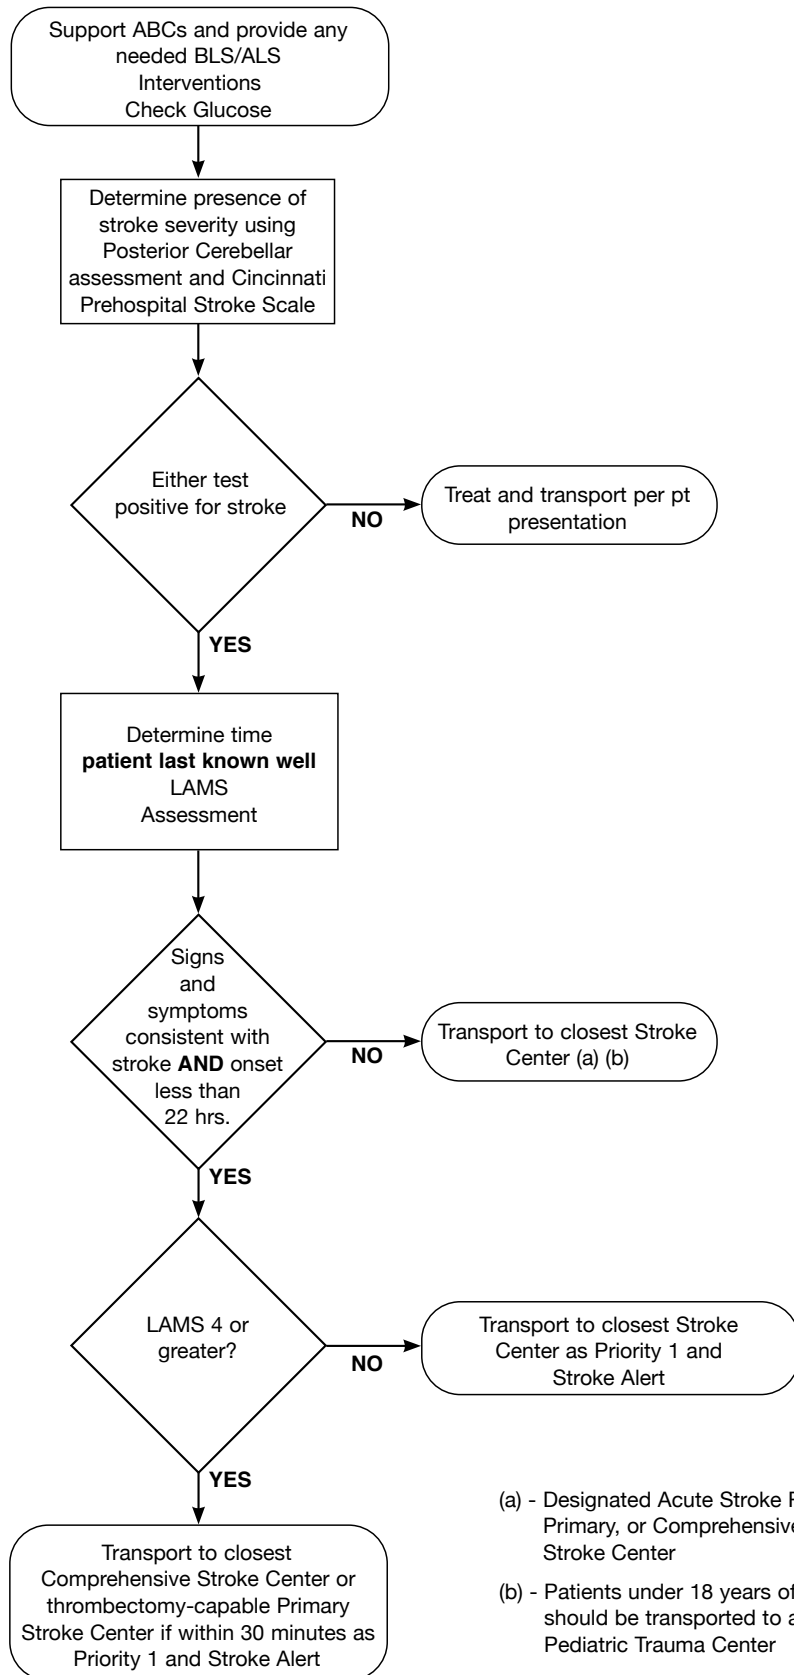 Support ABCs and provide any
needed BLS/ALS
Interventions
Check Glucose
Determine presence of
stroke severity using
Posterior Cerebellar
assessment and Cincinnati
Prehospital Stroke Scale
Either test
positive for stroke
NO
Treat and transport per pt
presentation
YES
Determine time
patient last known well
LAMS
Assessment
Signs
and
symptoms
consistent with
stroke AND onset
less than
22 hrs.
NO
Transport to closest Stroke
Center (a) (b)
YES
LAMS 4 or
greater?
NO
Transport to closest Stroke
Center as Priority 1 and
Stroke Alert
YES
Transport to closest
Comprehensive Stroke Center or
thrombectomy-capable Primary
Stroke Center if within 30 minutes as
Priority 1 and Stroke Alert
(a) - Designated Acute Stroke
Primary, or Comprehensive
Stroke Center
(b) - Patients under 18 years of
should be transported to a
Pediatric Trauma Center